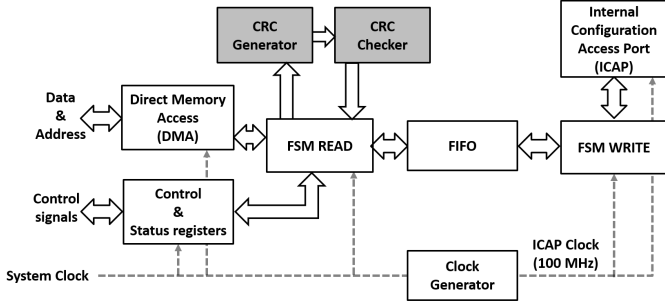 CRC
Generator
CRC
Checker
Internal
Configuration
Access Port
(ICAP)
Data
&
Address
Direct Memory
Access
(DMA)
FSM READ
FIFO
FSM WRITE
Control
signals
Control
&
Status registers
System Clock
Clock
Generator
ICAP Clock
(100 MHz)